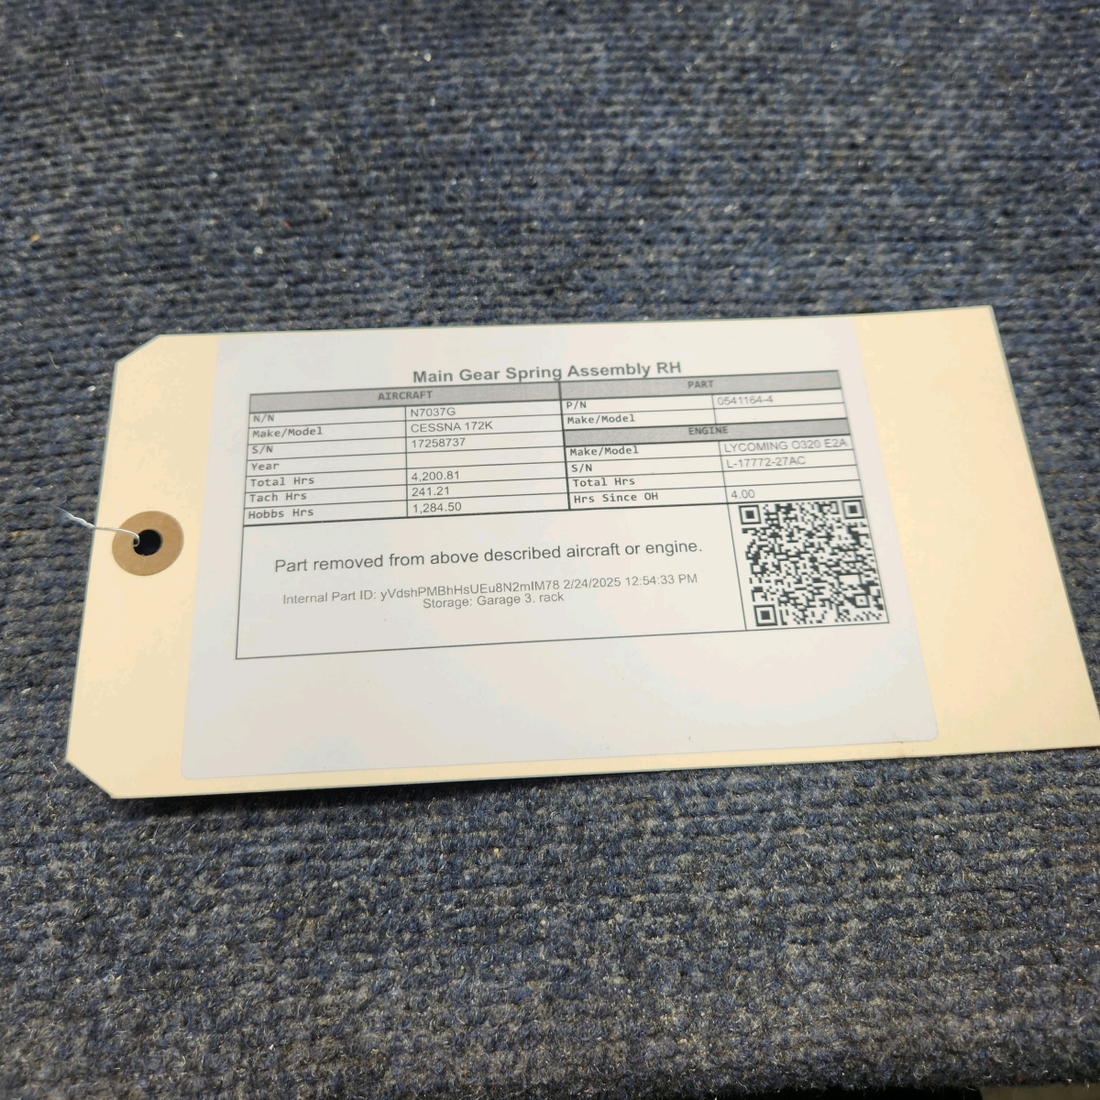 Main Gear Spring Assembly RH
AIRCRAFT
N/N N7037G
Make/Model CESSNA 172K
S/N 17258737
Year
Total Hrs 4,200.81
Tach Hrs 241.21
Hobbs Hrs 1,284.50
PART
P/N 0541164-4
Make/Model
ENGINE
Make/Model LYCOMING O320 E2A
S/N L-17772-27AC
Total Hrs
Hrs Since OH 4.00
Part removed from above described aircraft or engine.
Internal Part ID: yVdshPMBhHsUEu8N2mIM78 2/24/2025 12:54:33 PM
Storage: Garage 3. rack